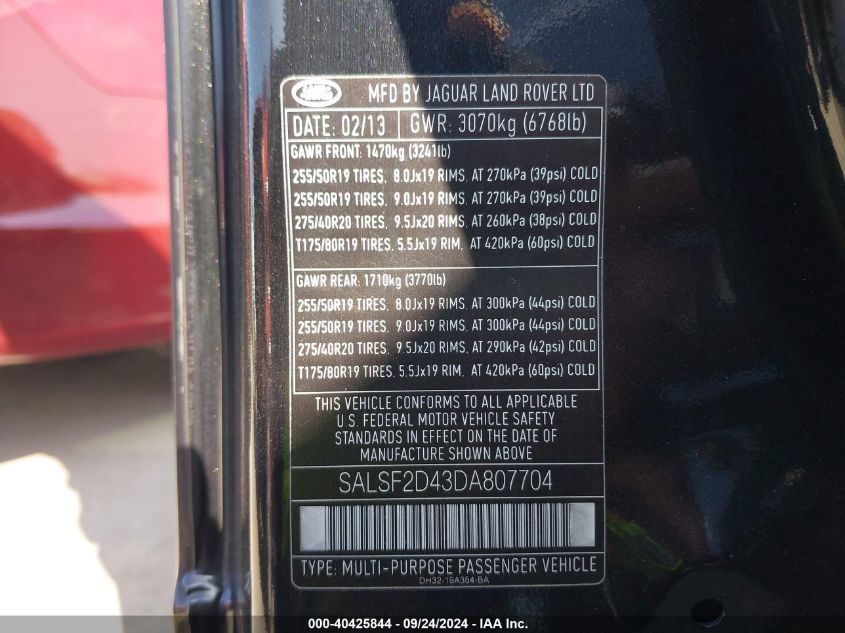 LAND ROVER
MFD BY JAGUAR LAND ROVER LTD
DATE: 02/13 GWR: 3070kg (6768lb)
GAWR FRONT: 1470kg (3241lb)
255/50R19 TIRES. 8.0Jx19 RIMS. AT 270kPa (39psi) COLD
255/50R19 TIRES. 9.0Jx19 RIMS. AT 270kPa (39psi) COLD
275/40R20 TIRES. 9.5Jx20 RIMS. AT 260kPa (38psi) COLD
T175/80R19 TIRES. 5.5Jx19 RIM. AT 420kPa (60psi) COLD
GAWR REAR: 1710kg (3770lb)
255/50R19 TIRES. 8.0Jx19 RIMS. AT 300kPa (44psi) COLD
255/50R19 TIRES. 9.0Jx19 RIMS. AT 300kPa (44psi) COLD
275/40R20 TIRES. 9.5Jx20 RIMS. AT 290kPa (42psi) COLD
T175/80R19 TIRES. 5.5Jx19 RIM. AT 420kPa (60psi) COLD
THIS VEHICLE CONFORMS TO ALL APPLICABLE
U.S. FEDERAL MOTOR VEHICLE SAFETY
STANDARDS IN EFFECT ON THE DATE OF
MANUFACTURE SHOWN ABOVE
SALSF2D43DA807704
TYPE: MULTI-PURPOSE PASSENGER VEHICLE
DH32-19A354-BA
000-40425844 - 09/24/2024 - IAA Inc.